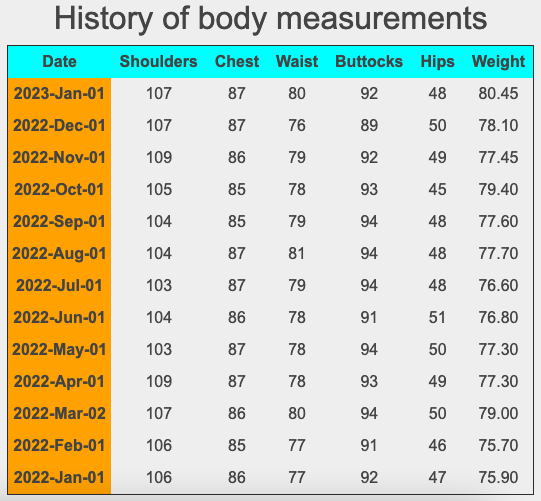 History of body measurements
Date Shoulders Chest Waist Buttocks Hips Weight
2023-Jan-01 107 87 80 92 48 80.45
2022-Dec-01 107 87 76 89 50 78.10
2022-Nov-01 109 86 79 92 49 77.45
2022-Oct-01 105 85 78 93 45 79.40
2022-Sep-01 104 85 79 94 48 77.60
2022-Aug-01 104 87 81 94 48 77.70
2022-Jul-01 103 87 79 94 48 76.60
2022-Jun-01 104 86 78 91 51 76.80
2022-May-01 103 87 78 94 50 77.30
2022-Apr-01 109 87 78 93 49 77.30
2022-Mar-02 107 86 80 94 50 79.00
2022-Feb-01 106 85 77 91 46 75.70
2022-Jan-01 106 86 77 92 47 75.90